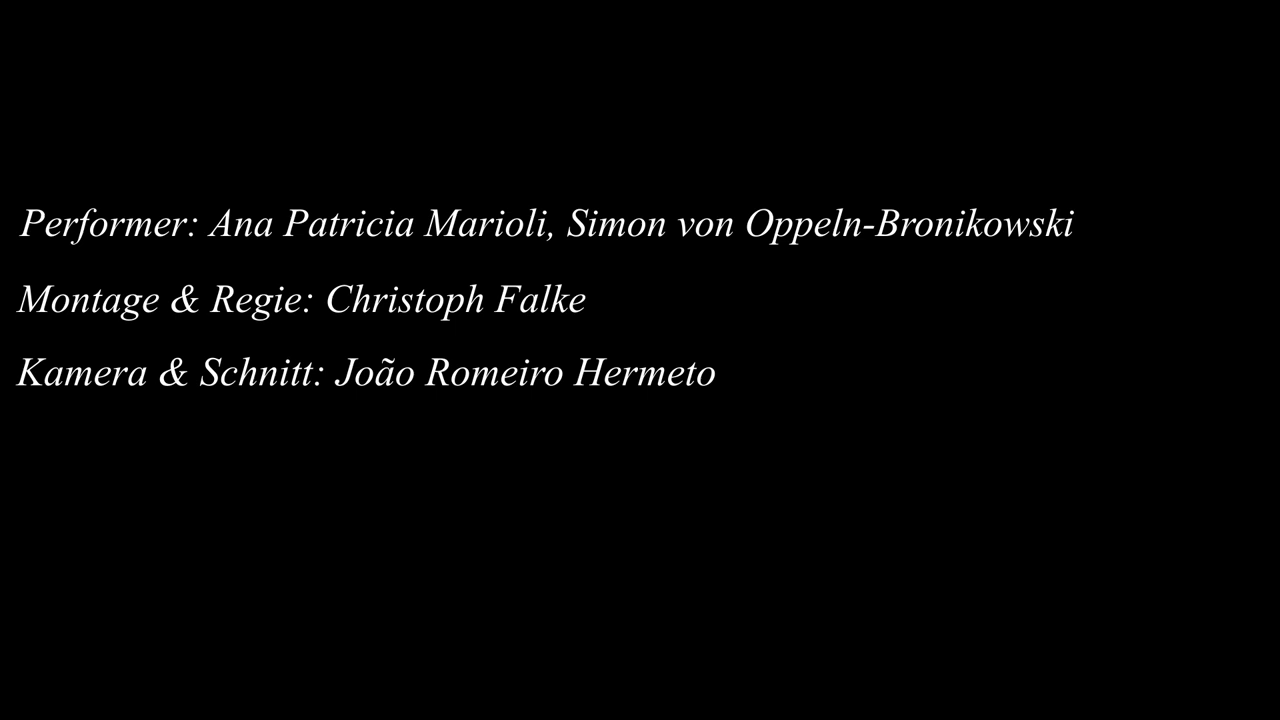 Performer: Ana Patricia Marioli, Simon von Oppeln-Bronikowski
Montage & Regie: Christoph Falke
Kamera & Schnitt: João Romeiro Hermeto